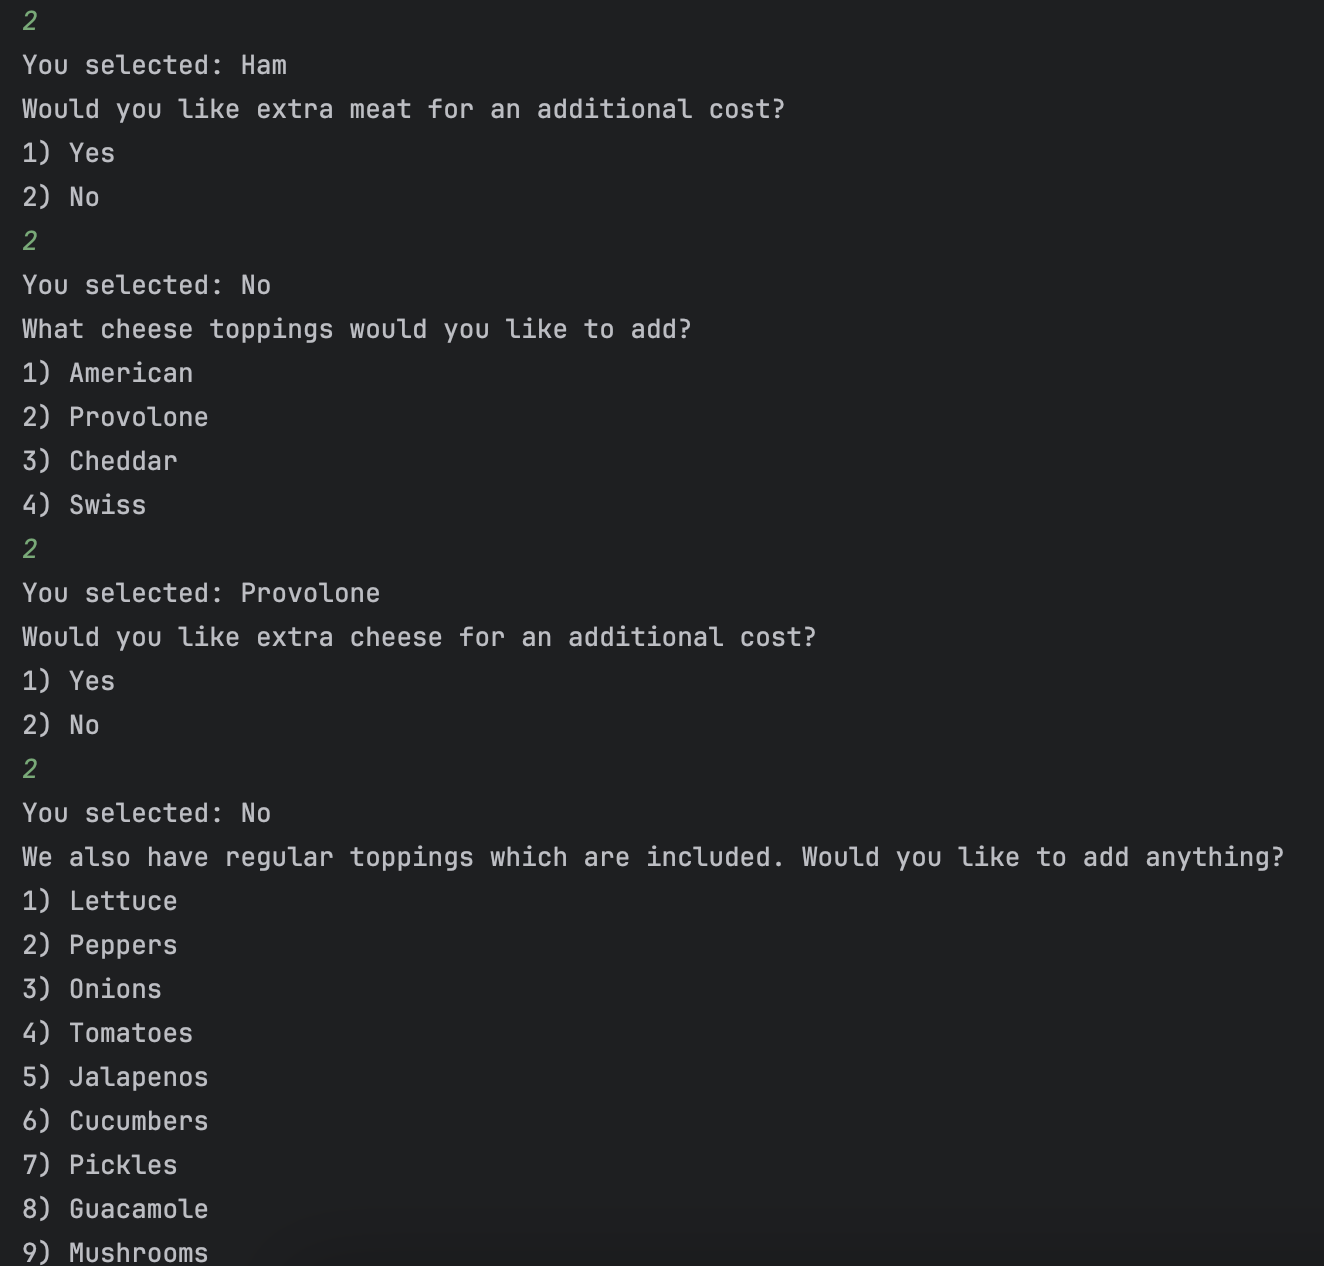 2
You selected: Ham
Would you like extra meat for an additional cost?
1) Yes
2) No
2
You selected: No
What cheese toppings would you like to add?
1) American
2) Provolone
3) Cheddar
4) Swiss
2
You selected: Provolone
Would you like extra cheese for an additional cost?
1) Yes
2) No
2
You selected: No
We also have regular toppings which are included. Would you like to add anything?
1) Lettuce
2) Peppers
3) Onions
4) Tomatoes
5) Jalapenos
6) Cucumbers
7) Pickles
8) Guacamole
9) Mushrooms